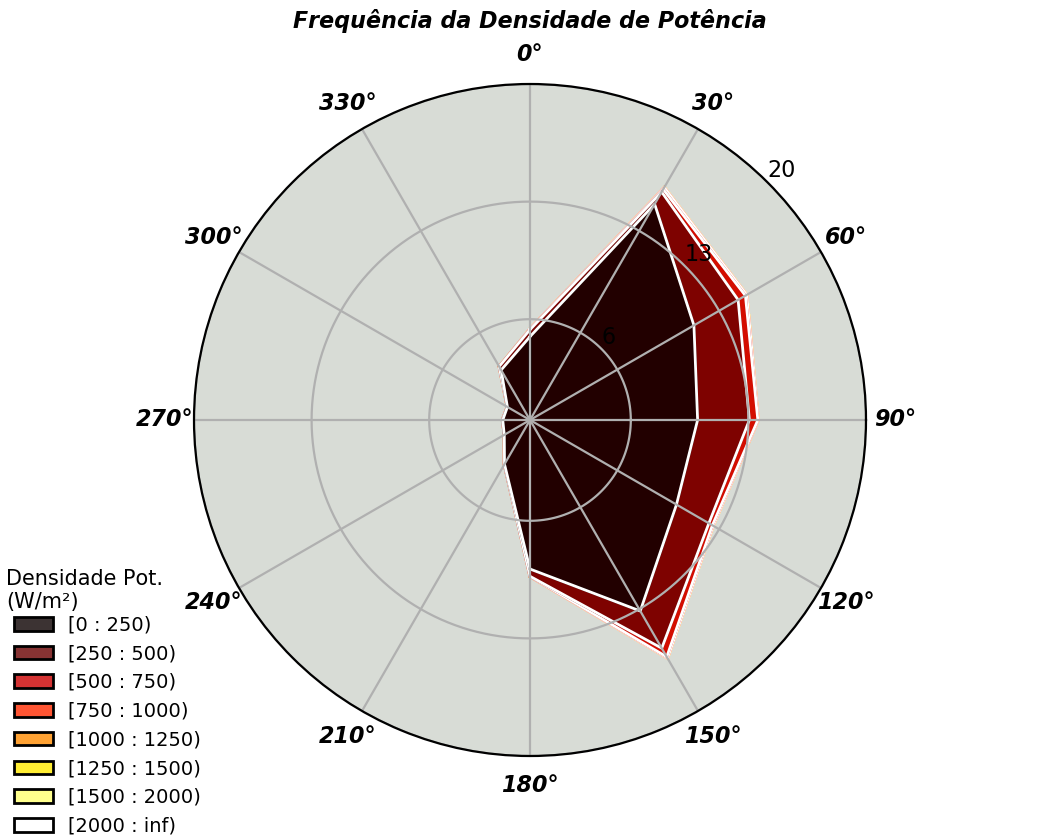 Frequência da Densidade de Potência
0°
330°
30°
20
300°
60°
13
6
270°
90°
Densidade Pot.
(W/m²)
240°
120°
[0 : 250)
[250 : 500)
[500 : 750)
[750 : 1000)
210°
150°
[1000 : 1250)
[1250 : 1500)
180°
[1500 : 2000)
[2000 : inf)